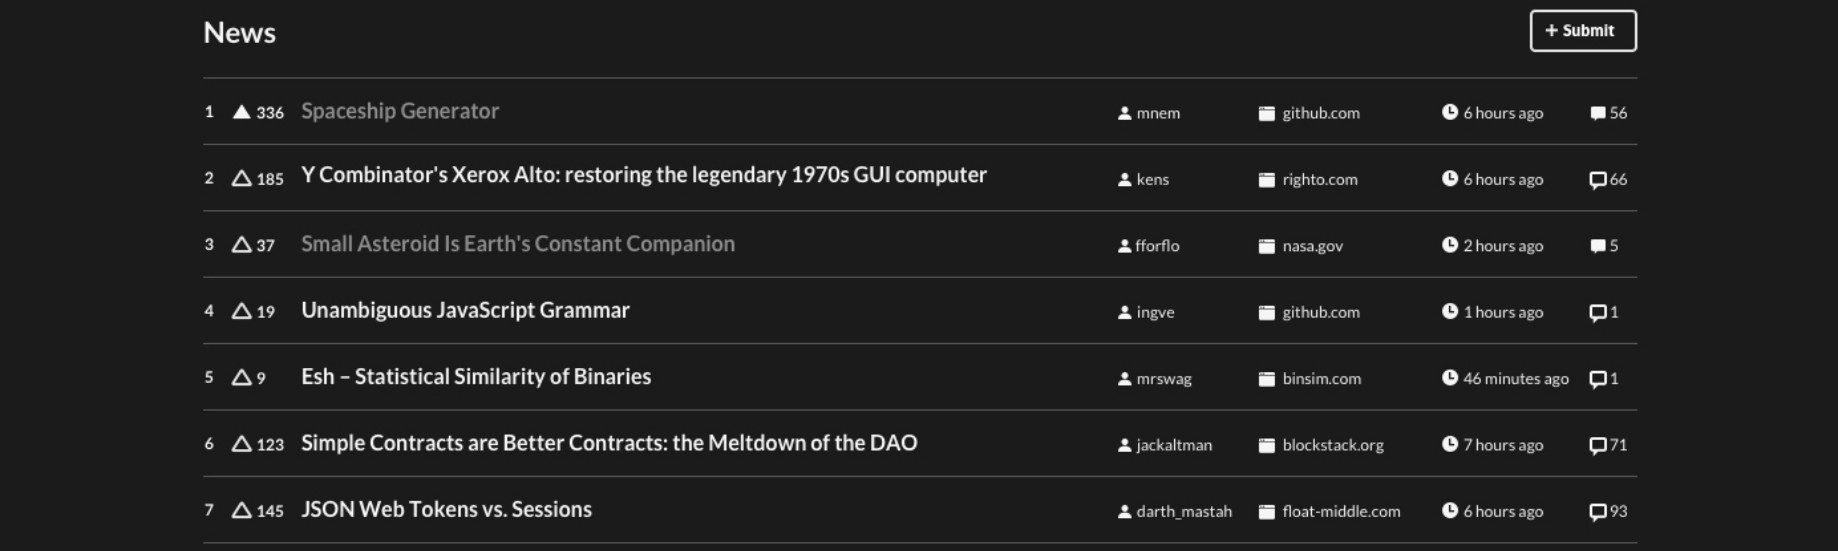 News
+ Submit
1 336 Spaceship Generator mnem github.com 6 hours ago 56
2 185 Y Combinator's Xerox Alto: restoring the legendary 1970s GUI computer kens righto.com 6 hours ago 66
3 37 Small Asteroid Is Earth's Constant Companion fforflo nasa.gov 2 hours ago 5
4 19 Unambiguous JavaScript Grammar ingve github.com 1 hours ago 1
5 9 Esh – Statistical Similarity of Binaries mrswag binsim.com 46 minutes ago 1
6 123 Simple Contracts are Better Contracts: the Meltdown of the DAO jackaltman blockstack.org 7 hours ago 71
7 145 JSON Web Tokens vs. Sessions darth_mastah float-middle.com 6 hours ago 93